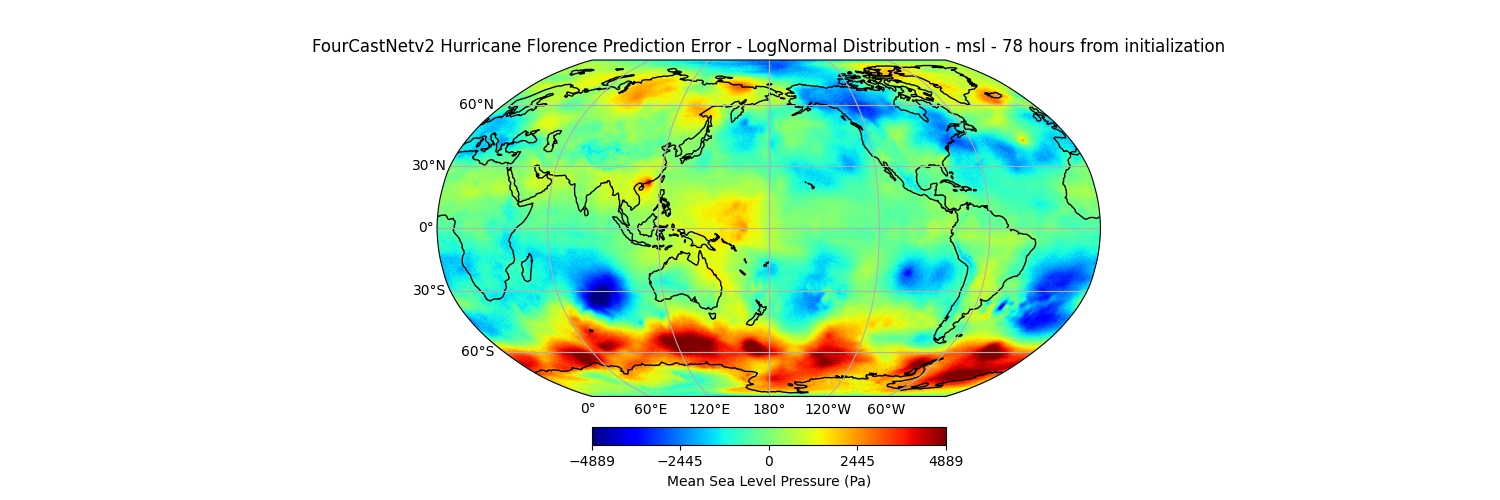 FourCastNetv2 Hurricane Florence Prediction Error - LogNormal Distribution - msl - 78 hours from initialization
60°N
30°N
0°
30°S
60°S
0° 60°E 120°E 180° 120°W 60°W
−4889 −2445 0 2445 4889
Mean Sea Level Pressure (Pa)